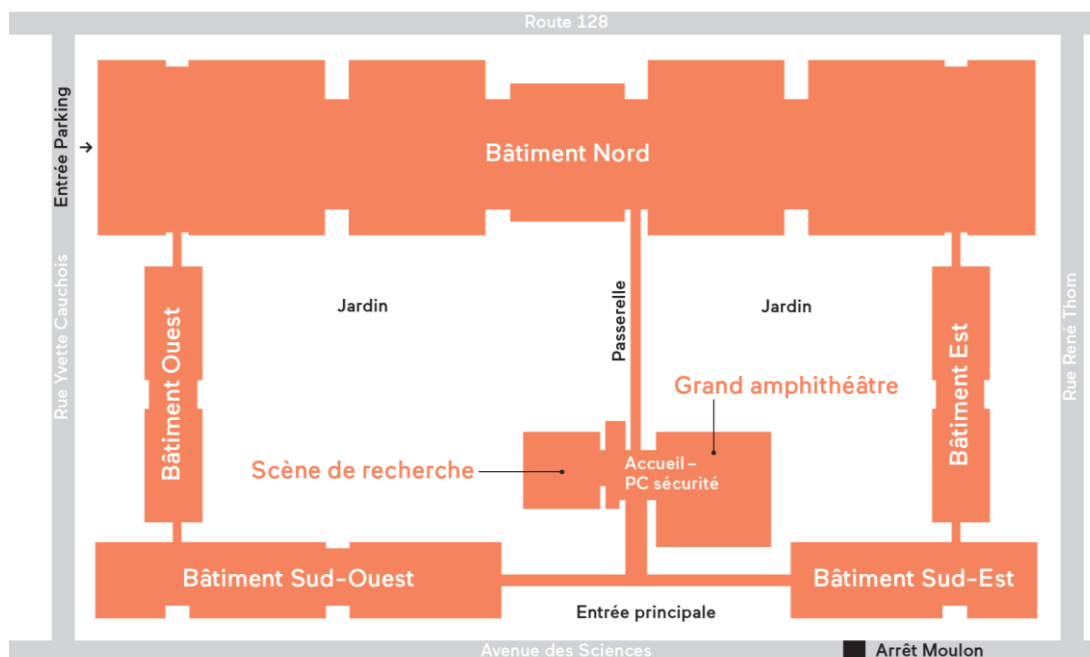 Route 128
Entrée Parking
→
Bâtiment Nord
Rue Yvette Cauchois
Bâtiment Ouest
Jardin
Passerelle
Jardin
Bâtiment Est
Rue René Thom
Grand amphithéâtre
Scène de recherche
Accueil –
PC sécurité
Bâtiment Sud-Ouest
Bâtiment Sud-Est
Entrée principale
Avenue des Sciences
Arrêt Moulon